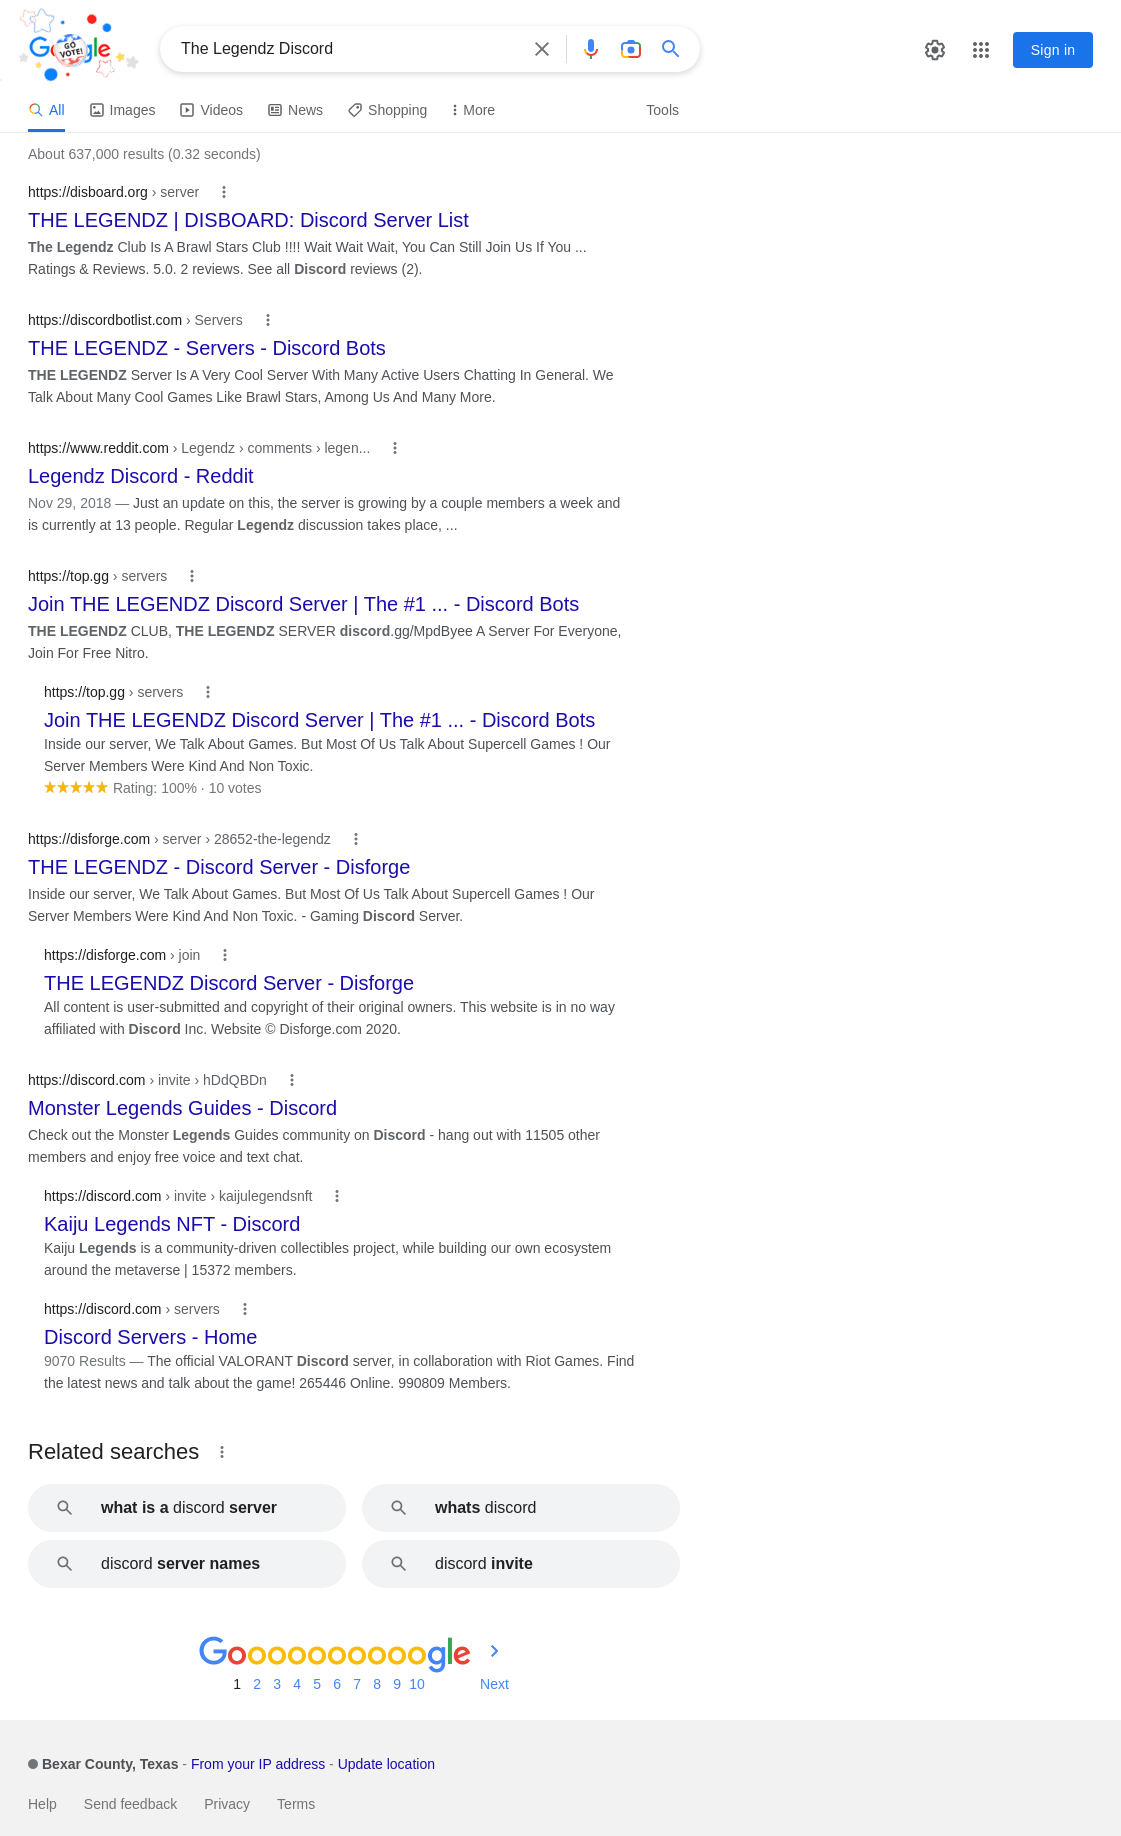 Google
GO VOTE!
The Legendz Discord
Sign in
All
Images
Videos
News
Shopping
More
Tools
About 637,000 results (0.32 seconds)
https://disboard.org › server
THE LEGENDZ | DISBOARD: Discord Server List
The Legendz Club Is A Brawl Stars Club !!!! Wait Wait Wait, You Can Still Join Us If You ...
Ratings & Reviews. 5.0. 2 reviews. See all Discord reviews (2).
https://discordbotlist.com › Servers
THE LEGENDZ - Servers - Discord Bots
THE LEGENDZ Server Is A Very Cool Server With Many Active Users Chatting In General. We
Talk About Many Cool Games Like Brawl Stars, Among Us And Many More.
https://www.reddit.com › Legendz › comments › legen...
Legendz Discord - Reddit
Nov 29, 2018 — Just an update on this, the server is growing by a couple members a week and
is currently at 13 people. Regular Legendz discussion takes place, ...
https://top.gg › servers
Join THE LEGENDZ Discord Server | The #1 ... - Discord Bots
THE LEGENDZ CLUB, THE LEGENDZ SERVER discord.gg/MpdByee A Server For Everyone,
Join For Free Nitro.
https://top.gg › servers
Join THE LEGENDZ Discord Server | The #1 ... - Discord Bots
Inside our server, We Talk About Games. But Most Of Us Talk About Supercell Games ! Our
Server Members Were Kind And Non Toxic.
Rating: 100% · 10 votes
https://disforge.com › server › 28652-the-legendz
THE LEGENDZ - Discord Server - Disforge
Inside our server, We Talk About Games. But Most Of Us Talk About Supercell Games ! Our
Server Members Were Kind And Non Toxic. - Gaming Discord Server.
https://disforge.com › join
THE LEGENDZ Discord Server - Disforge
All content is user-submitted and copyright of their original owners. This website is in no way
affiliated with Discord Inc. Website © Disforge.com 2020.
https://discord.com › invite › hDdQBDn
Monster Legends Guides - Discord
Check out the Monster Legends Guides community on Discord - hang out with 11505 other
members and enjoy free voice and text chat.
https://discord.com › invite › kaijulegendsnft
Kaiju Legends NFT - Discord
Kaiju Legends is a community-driven collectibles project, while building our own ecosystem
around the metaverse | 15372 members.
https://discord.com › servers
Discord Servers - Home
9070 Results — The official VALORANT Discord server, in collaboration with Riot Games. Find
the latest news and talk about the game! 265446 Online. 990809 Members.
Related searches
what is a discord server
whats discord
discord server names
discord invite
Goooooooooogle
1 2 3 4 5 6 7 8 9 10 Next
Bexar County, Texas - From your IP address - Update location
Help Send feedback Privacy Terms